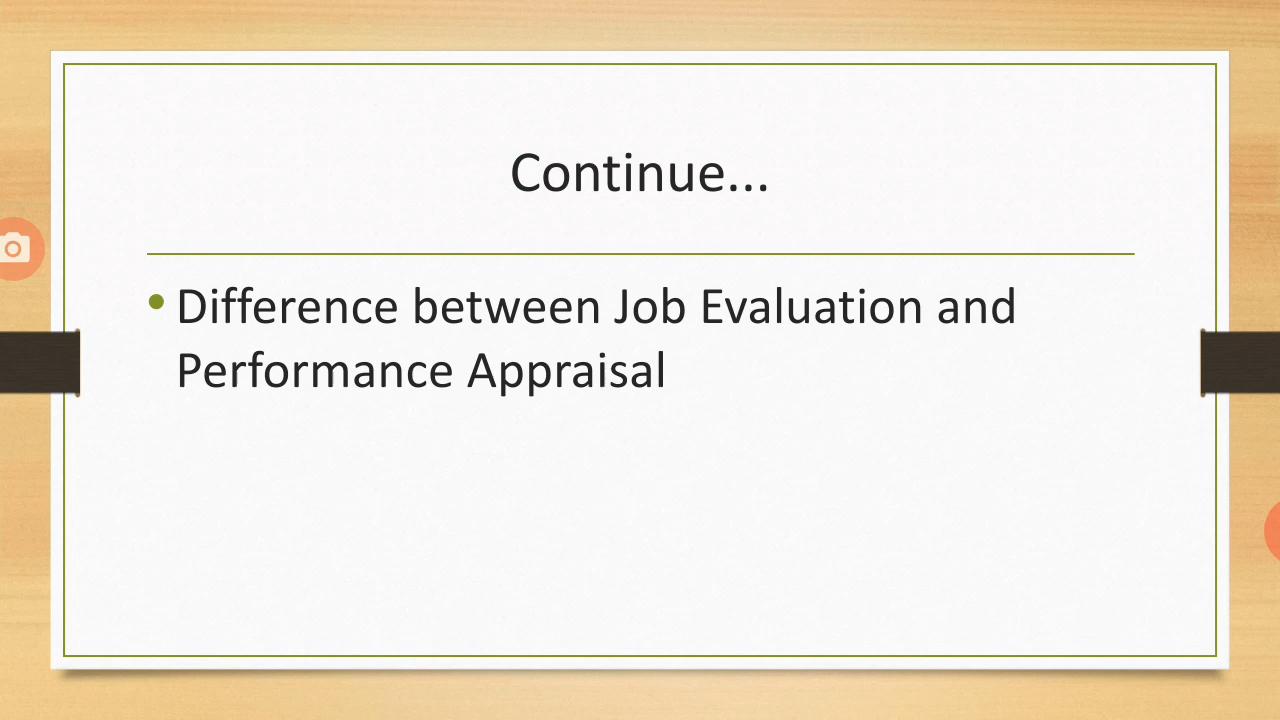 Continue...
• Difference between Job Evaluation and
Performance Appraisal